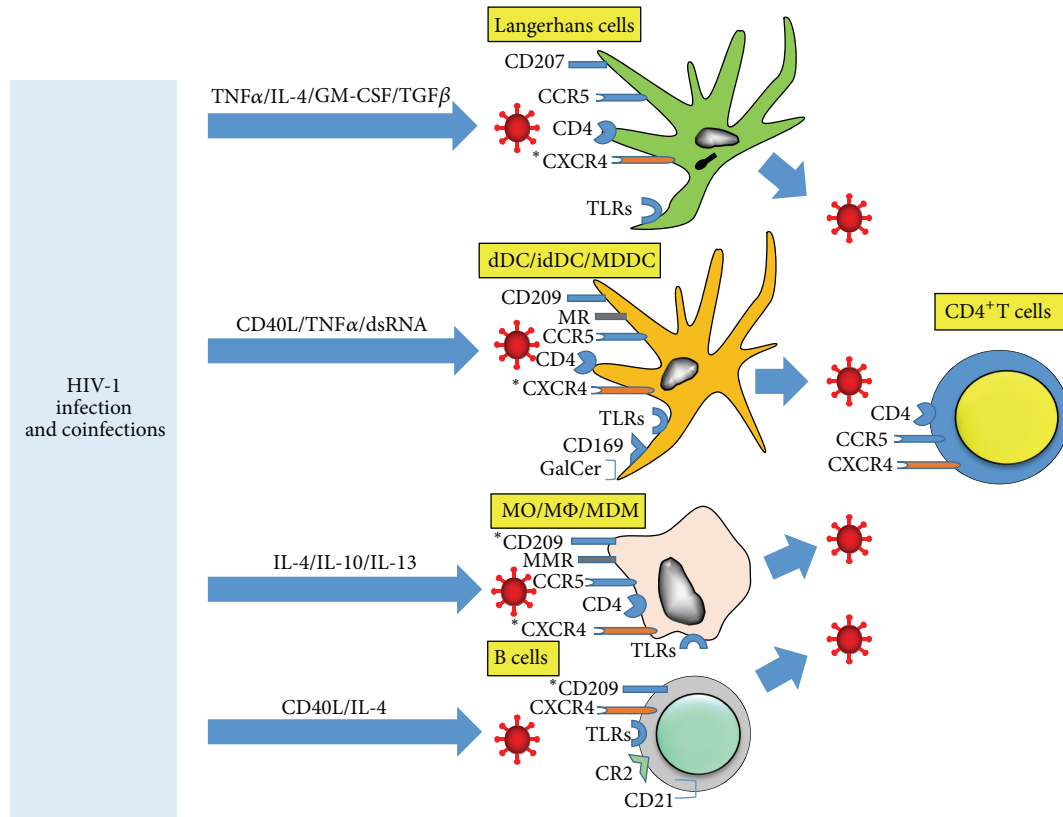 HIV-1
infection
and coinfections
TNFα/IL-4/GM-CSF/TGFβ
Langerhans cells
CD207
CCR5
CD4
*CXCR4
TLRs
CD40L/TNFα/dsRNA
dDC/idDC/MDDC
CD209
MR
CCR5
CD4
*CXCR4
TLRs
CD169
GalCer
IL-4/IL-10/IL-13
MO/MΦ/MDM
*CD209
MMR
CCR5
CD4
*CXCR4
TLRs
CD40L/IL-4
B cells
*CD209
CXCR4
TLRs
CR2
CD21
CD4⁺T cells
CD4
CCR5
CXCR4